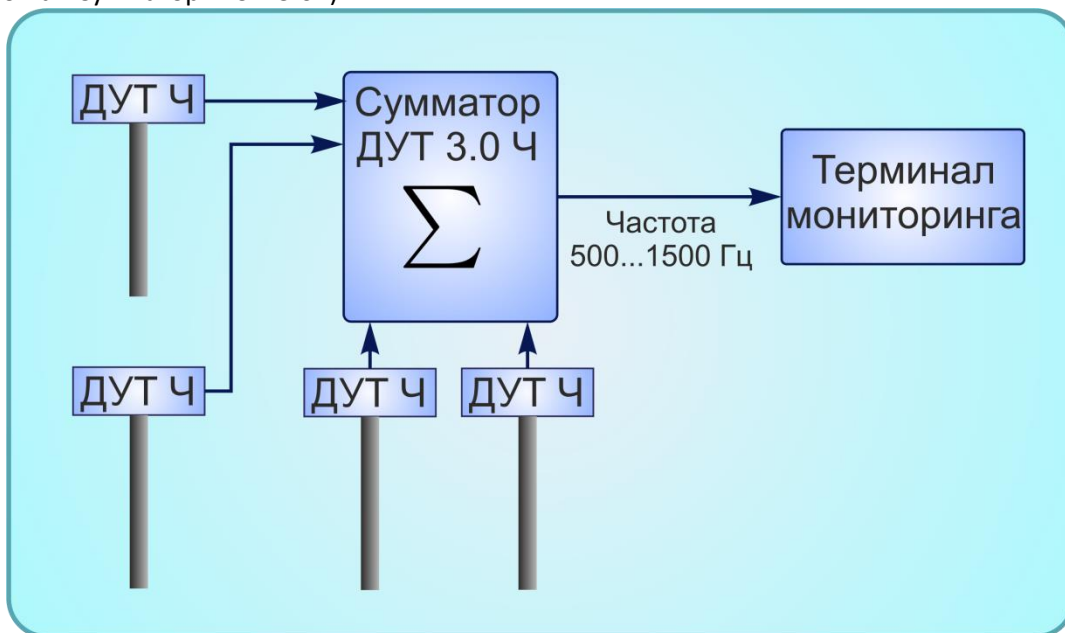 ДУТ Ч
Сумматор
ДУТ 3.0 Ч
Σ
Терминал
мониторинга
Частота
500...1500 Гц
ДУТ Ч
ДУТ Ч
ДУТ Ч